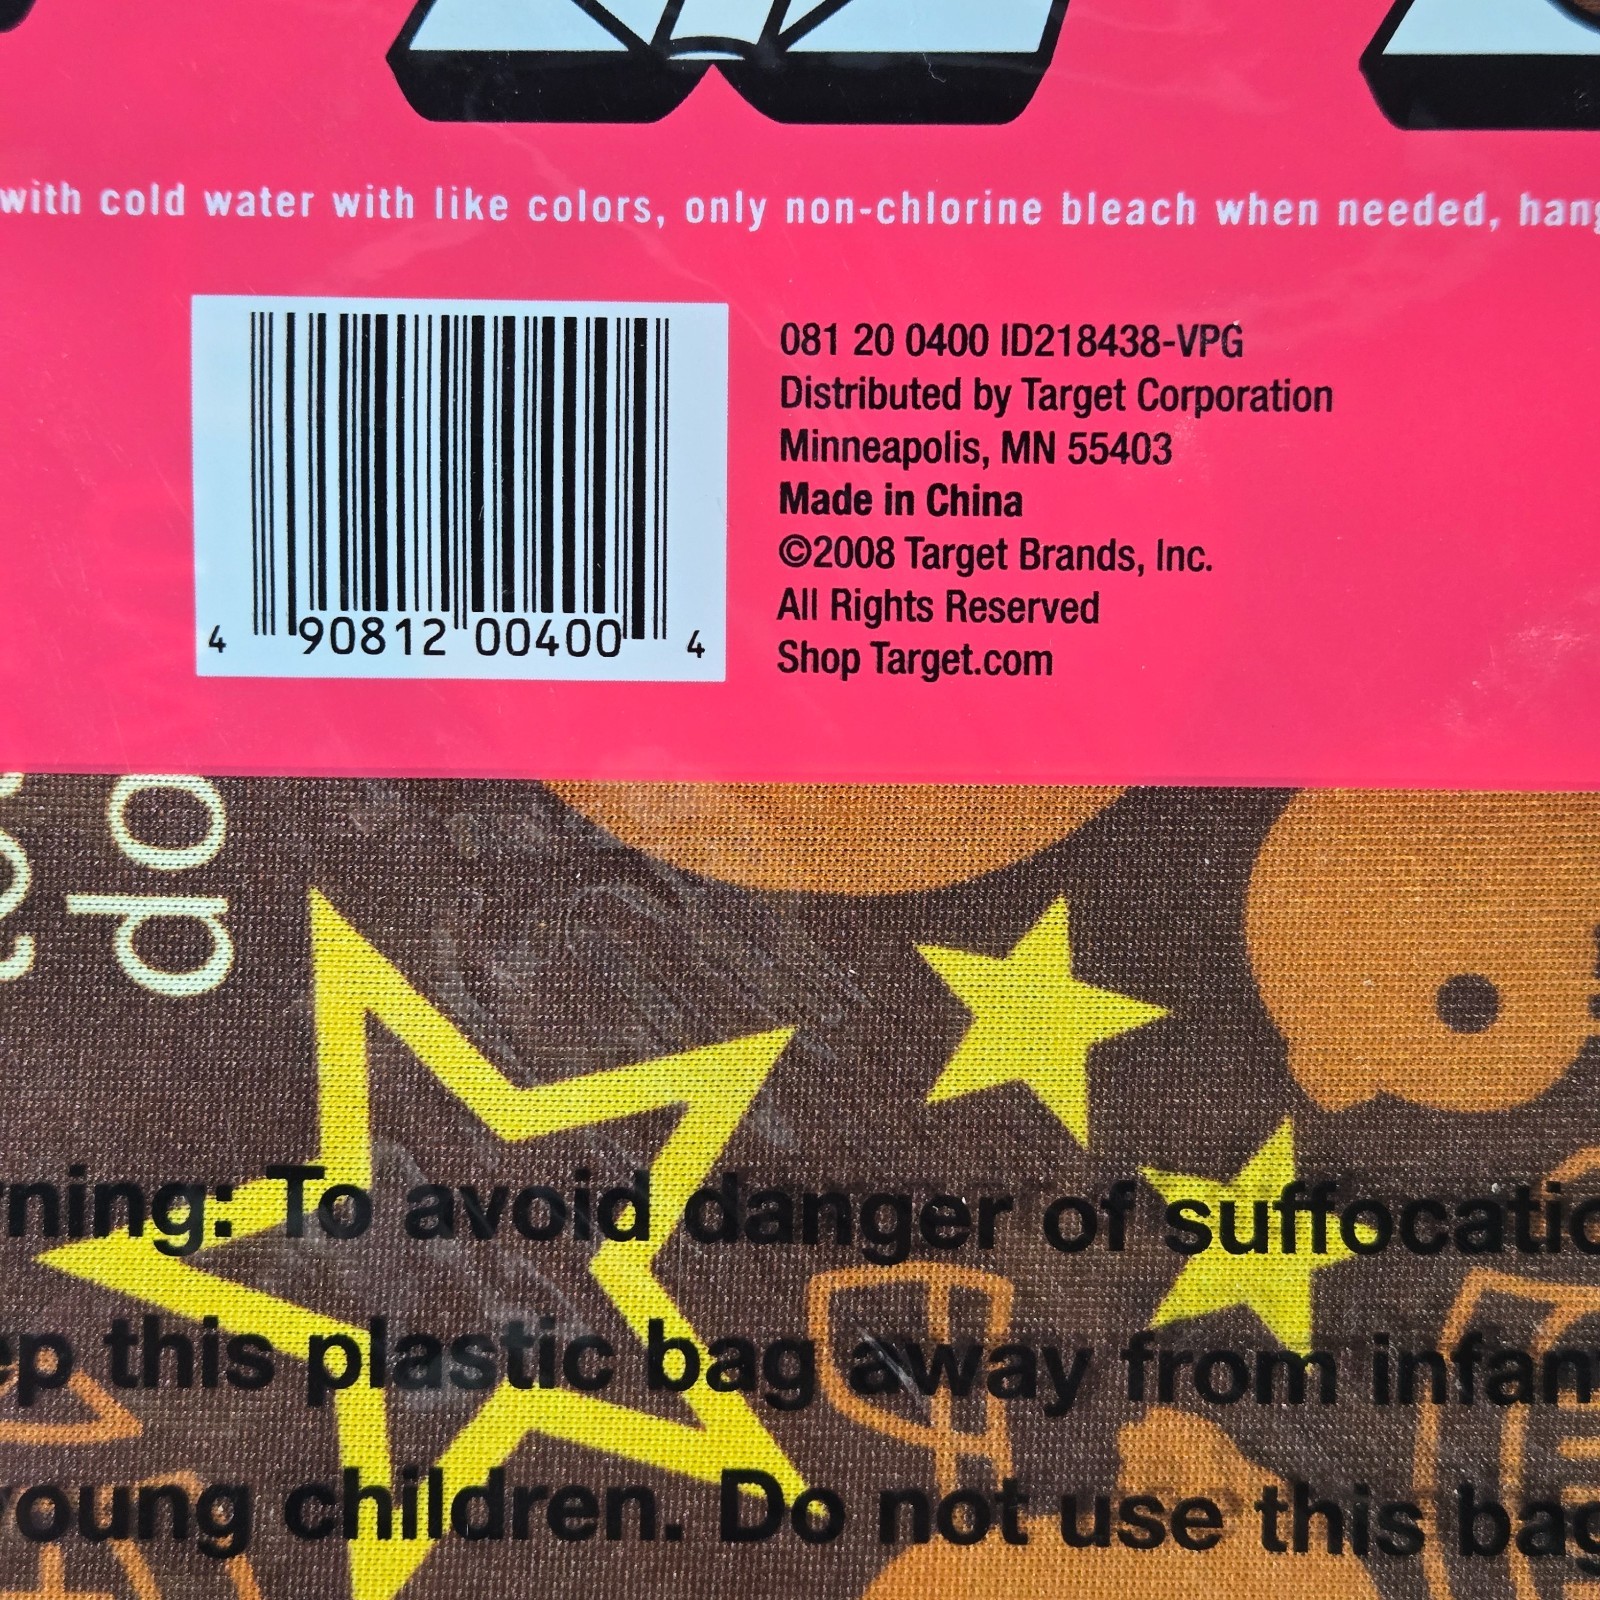 with cold water with like colors, only non-chlorine bleach when needed, hang
4 90812 00400 4
081 20 0400 ID218438-VPG
Distributed by Target Corporation
Minneapolis, MN 55403
Made in China
©2008 Target Brands, Inc.
All Rights Reserved
Shop Target.com
do
rning: To avoid danger of suffocatio
ep this plastic bag away from infan
young children. Do not use this bag